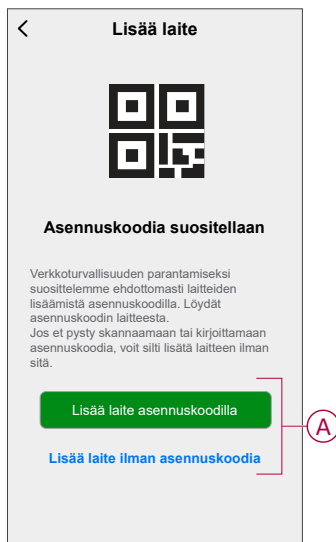 Lisää laite
Asennuskoodia suositellaan
Verkkoturvallisuuden parantamiseksi
suosittelemme ehdottomasti laitteiden
lisäämistä asennuskoodilla. Löydät
asennuskoodin laitteesta.
Jos et pysty skannaamaan tai kirjoittamaan
asennuskoodia, voit silti lisätä laitteen ilman
sitä.
Lisää laite asennuskoodilla
A
Lisää laite ilman asennuskoodia